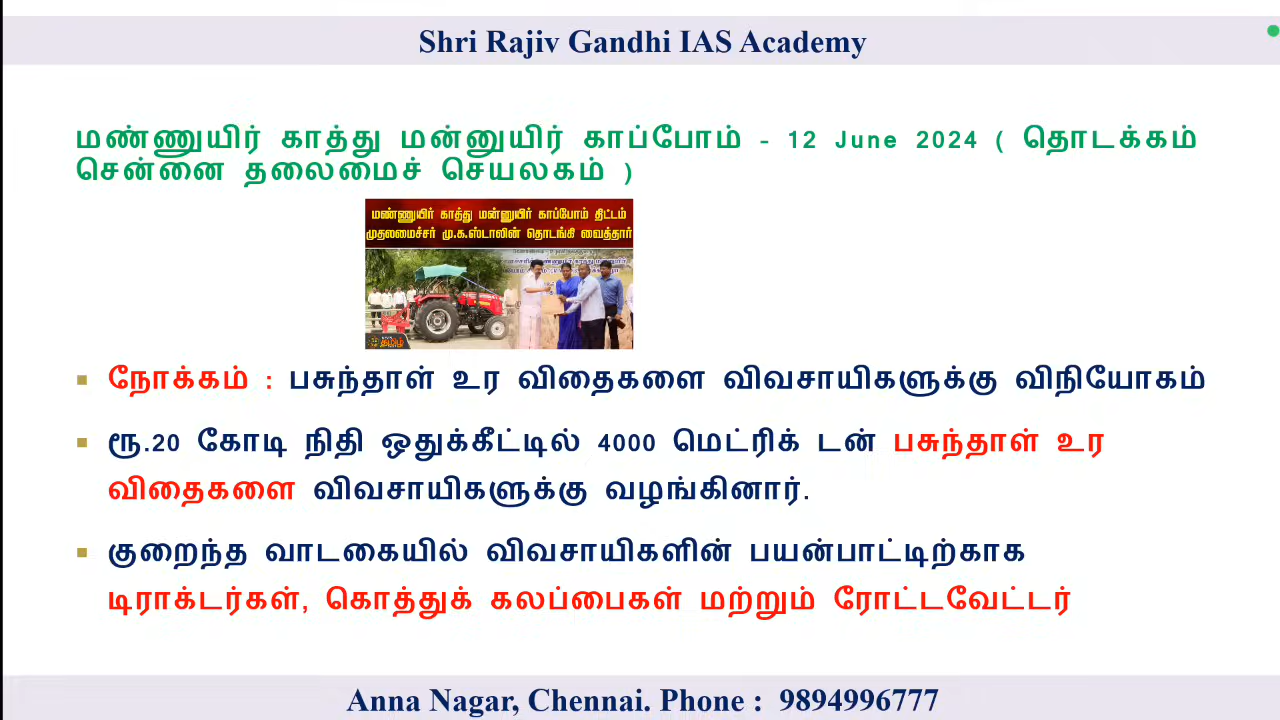 Shri Rajiv Gandhi IAS Academy
மண்ணுயிர் காத்து மன்னுயிர் காப்போம் - 12 June 2024 ( தொடக்கம்
சென்னை தலைமைச் செயலகம் )
மண்ணுயிர் காத்து மன்னுயிர் காப்போம் திட்டம்
முதலமைச்சர் மு.க.ஸ்டாலின் தொடங்கி வைத்தார்
நோக்கம் : பசுந்தாள் உர விதைகளை விவசாயிகளுக்கு விநியோகம்
ரூ.20 கோடி நிதி ஒதுக்கீட்டில் 4000 மெட்ரிக் டன் பசுந்தாள் உர
விதைகளை விவசாயிகளுக்கு வழங்கினார்.
குறைந்த வாடகையில் விவசாயிகளின் பயன்பாட்டிற்காக
டிராக்டர்கள், கொத்துக் கலப்பைகள் மற்றும் ரோட்டவேட்டர்
Anna Nagar, Chennai. Phone : 9894996777